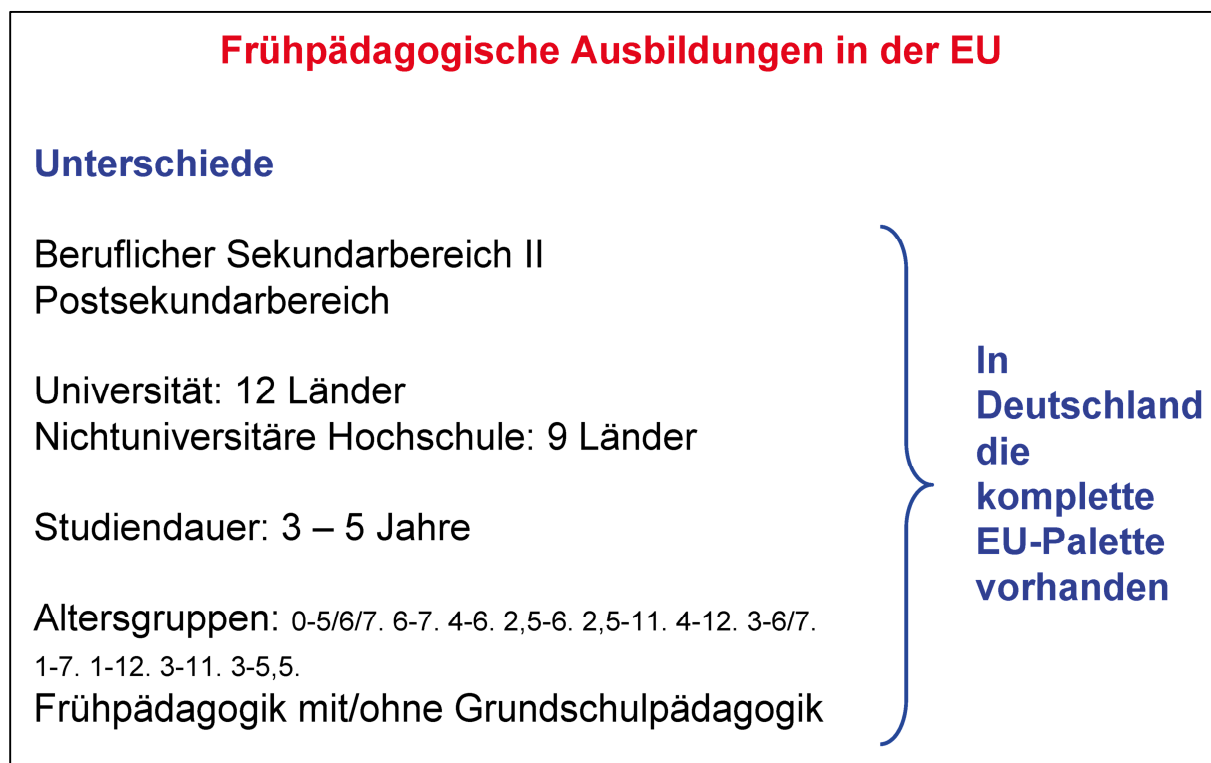 Frühpädagogische Ausbildungen in der EU
Unterschiede
Beruflicher Sekundarbereich II
Postsekundarbereich
Universität: 12 Länder
Nichtuniversitäre Hochschule: 9 Länder
Studiendauer: 3 – 5 Jahre
Altersgruppen: 0-5/6/7. 6-7. 4-6. 2,5-6. 2,5-11. 4-12. 3-6/7.
1-7. 1-12. 3-11. 3-5,5.
Frühpädagogik mit/ohne Grundschulpädagogik
In
Deutschland
die
komplette
EU-Palette
vorhanden